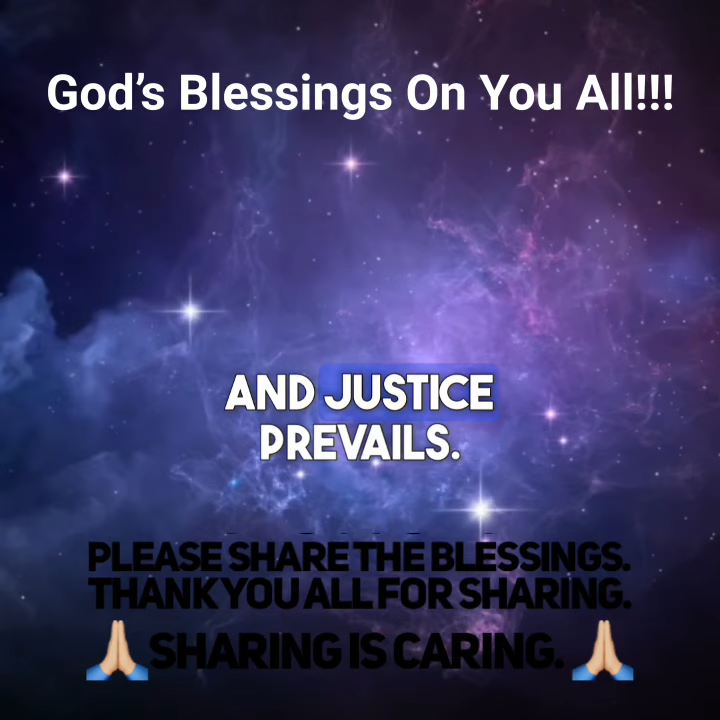 God’s Blessings On You All!!!
AND JUSTICE
PREVAILS.
PLEASE SHARE THE BLESSINGS.
THANK YOU ALL FOR SHARING.
🙏🏼 SHARING IS CARING. 🙏🏼